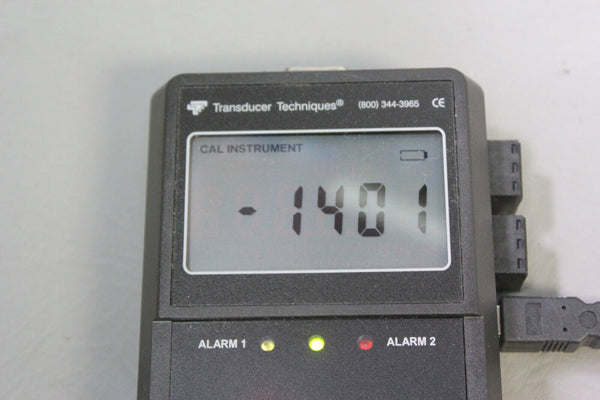 Transducer Techniques® (800) 344-3965 CE
CAL INSTRUMENT
-1401
ALARM 1 ALARM 2